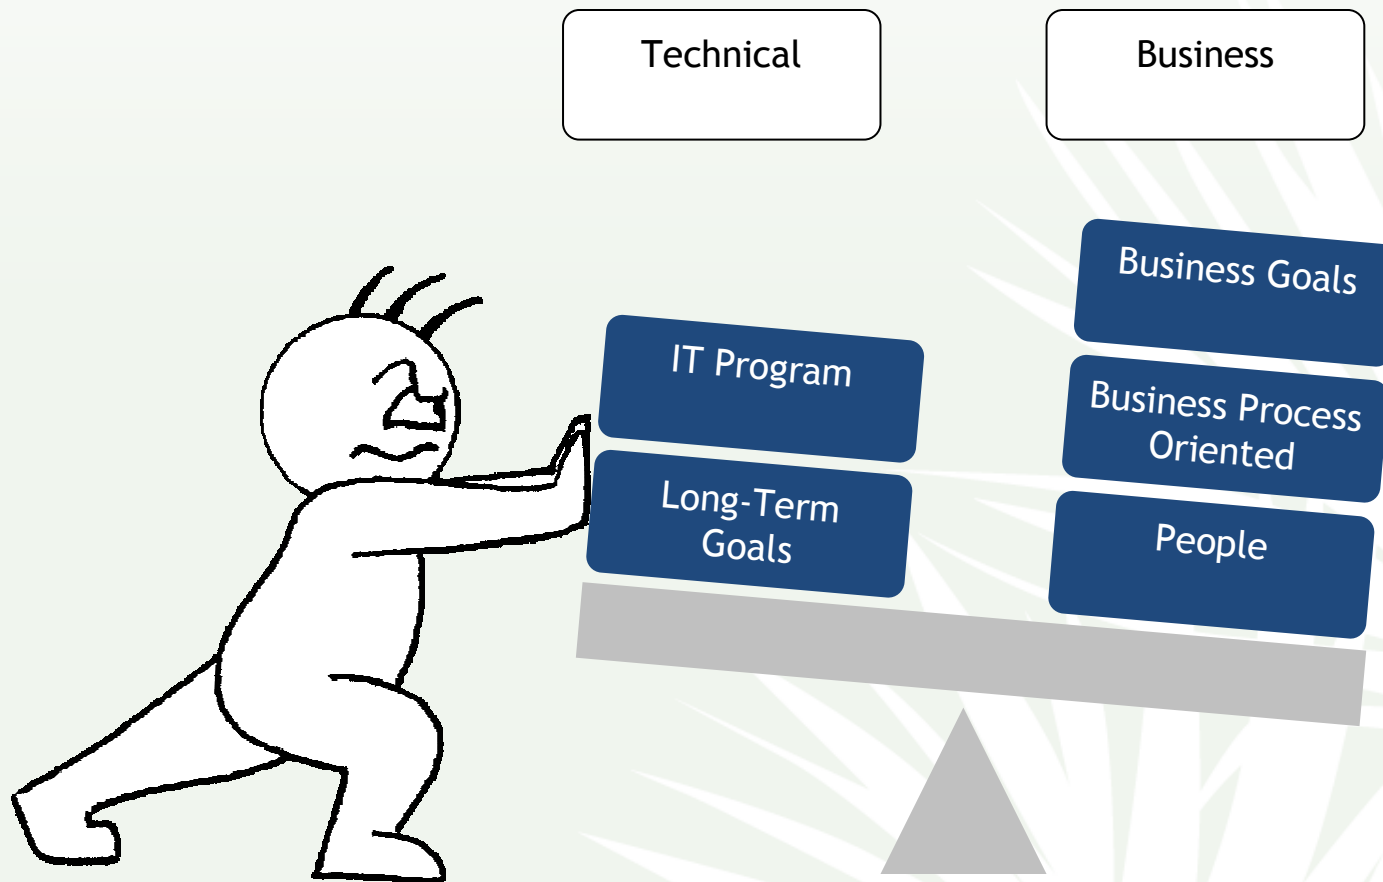 Technical
Business
IT Program
Long-Term
Goals
Business Goals
Business Process
Oriented
People